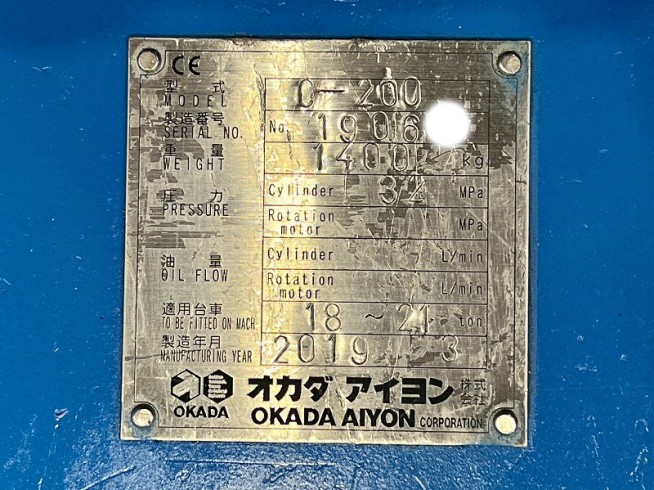 CE
型式 O-200
MODEL
製造番号 No. 1906
SERIAL NO.
重量 1400 kg
WEIGHT
圧力 Cylinder 34 MPa
PRESSURE
Rotation motor MPa
油量 Cylinder L/min
OIL FLOW
Rotation motor L/min
適用台車 18~21 ton
TO BE FITTED ON MACH.
製造年月 2019 3
MANUFACTURING YEAR
オカダ アイヨン 株式会社
OKADA OKADA AIYON CORPORATION